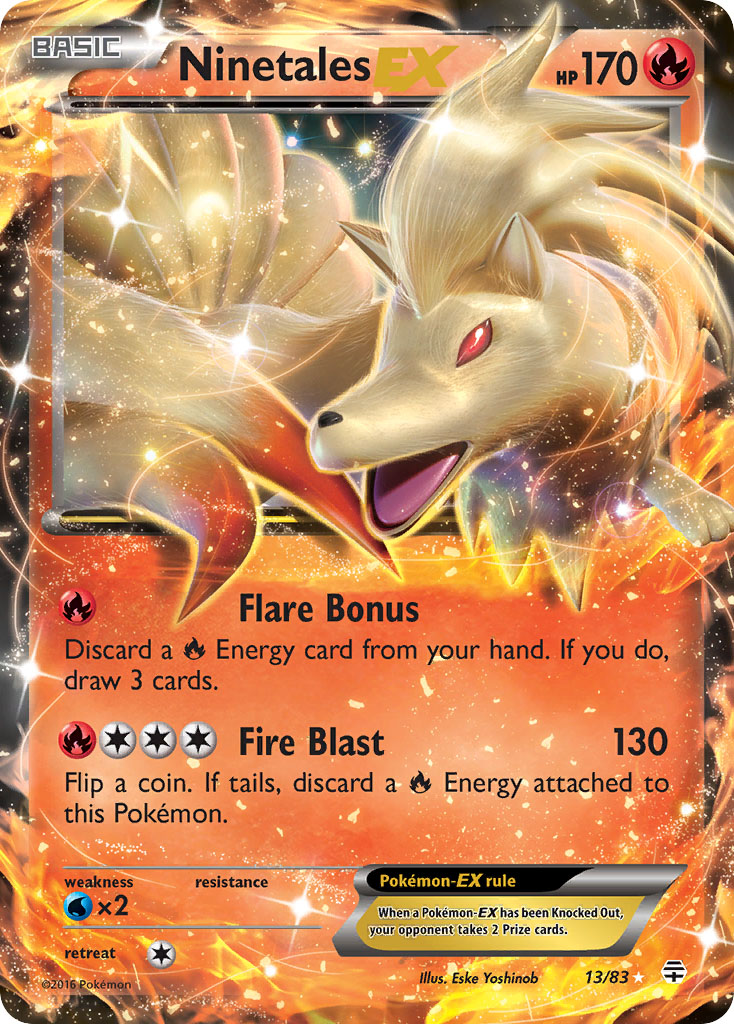 BASIC
NinetalesEX
HP170
Flare Bonus
Discard a Energy card from your hand. If you do,
draw 3 cards.
Fire Blast 130
Flip a coin. If tails, discard a Energy attached to
this Pokémon.
weakness resistance
×2
Pokémon-EX rule
When a Pokémon-EX has been Knocked Out,
your opponent takes 2 Prize cards.
retreat
©2016 Pokémon
Illus. Eske Yoshinob
13/83